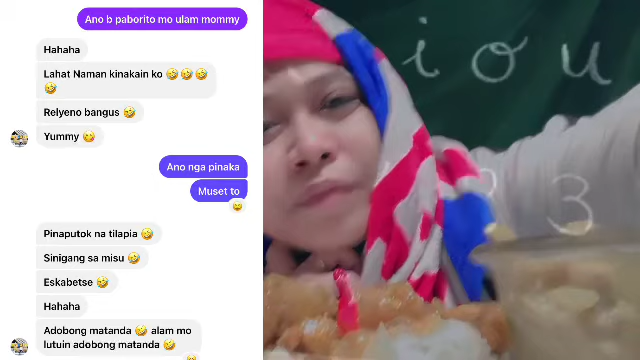 Ano b paborito mo ulam mommy
Hahaha
Lahat Naman kinakain ko 🤣🤣🤣
🤣
Relyeno bangus 🤣
Yummy 😋
Ano nga pinaka
Muset to
Pinaputok na tilapia 🤣
Sinigang sa misu 🤣
Eskabetse 🤣
Hahaha
Adobong matanda 🤣 alam mo
lutuin adobong matanda 🤣
i o u
3